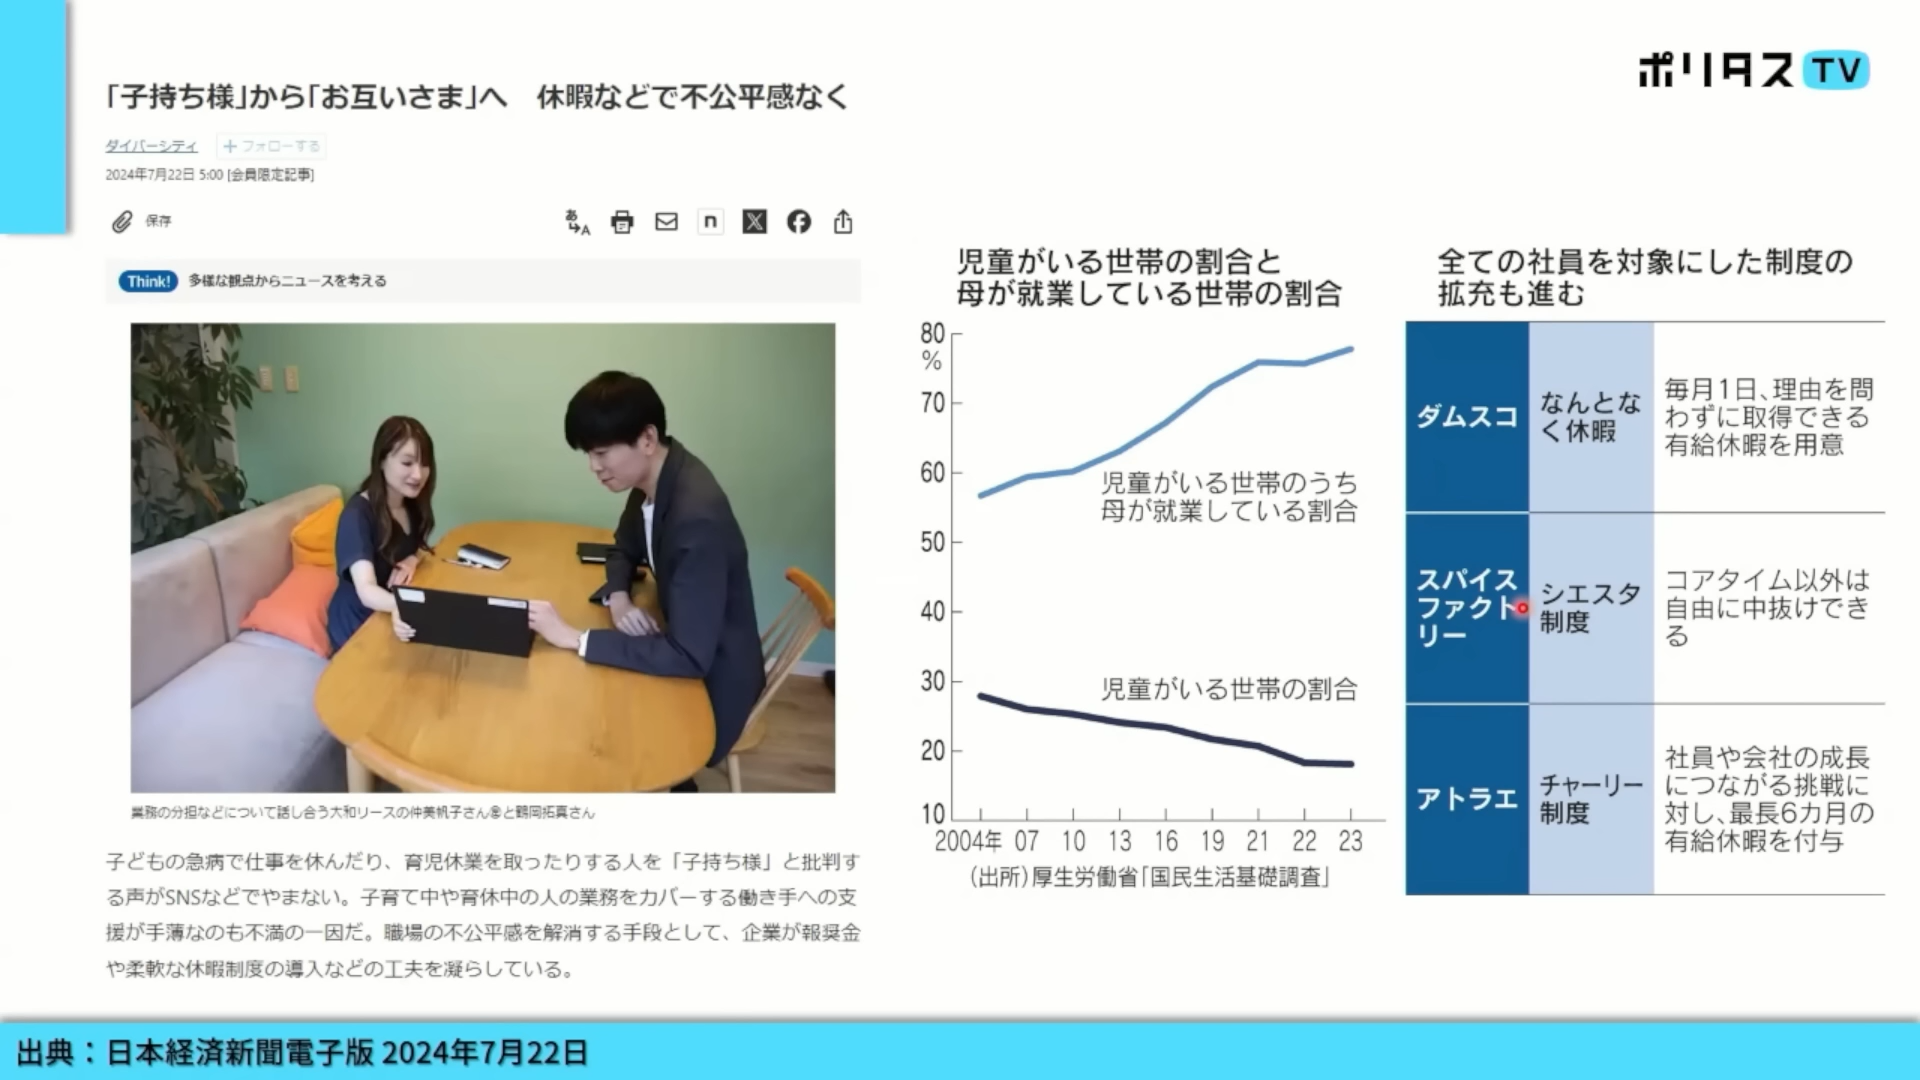 ポリタスTV
「子持ち様」から「お互いさま」へ 休暇などで不公平感なく
ダイバーシティ
＋フォローする
2024年7月22日 5:00 [会員限定記事]
保存
あ
A
n
X
f
Think! 多様な観点からニュースを考える
業務の分担などについて話し合う大和リースの仲美帆子さん㊧と鶴岡拓真さん
子どもの急病で仕事を休んだり、育児休業を取ったりする人を「子持ち様」と批判す
る声がSNSなどでやまない。子育て中や育休中の人の業務をカバーする働き手への支
援が手薄なのも不満の一因だ。職場の不公平感を解消する手段として、企業が報奨金
や柔軟な休暇制度の導入などの工夫を凝らしている。
児童がいる世帯の割合と
母が就業している世帯の割合
80
%
70
60
50
40
30
20
10
児童がいる世帯のうち
母が就業している割合
児童がいる世帯の割合
2004年 07 10 13 16 19 21 22 23
（出所）厚生労働省「国民生活基礎調査」
全ての社員を対象にした制度の
拡充も進む
ダムスコ
なんとな
く休暇
毎月1日、理由を問
わずに取得できる
有給休暇を用意
スパイス
ファクト
リー
シエスタ
制度
コアタイム以外は
自由に中抜けでき
る
アトラエ
チャーリー
制度
社員や会社の成長
につながる挑戦に
対し、最長6カ月の
有給休暇を付与
出典：日本経済新聞電子版 2024年7月22日